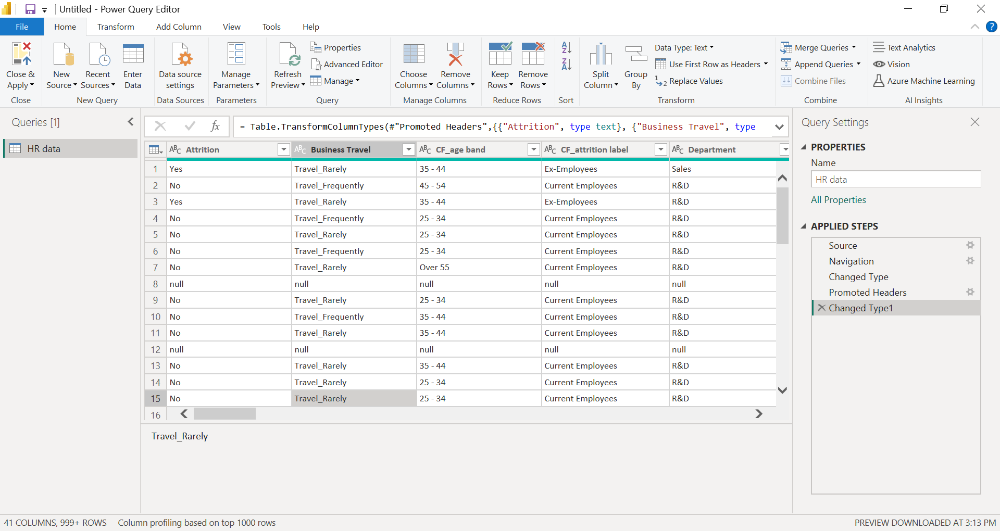 Untitled - Power Query Editor
File Home Transform Add Column View Tools Help
Close & Apply
Close
New Source
Recent Sources
Enter Data
New Query
Data source settings
Data Sources
Manage Parameters
Parameters
Refresh Preview
Properties
Advanced Editor
Manage
Query
Choose Columns
Remove Columns
Manage Columns
Keep Rows
Remove Rows
Reduce Rows
Sort
Split Column
Group By
Data Type: Text
Use First Row as Headers
Replace Values
Transform
Merge Queries
Append Queries
Combine Files
Combine
Text Analytics
Vision
Azure Machine Learning
AI Insights
Queries [1]
HR data
fx
= Table.TransformColumnTypes(#"Promoted Headers",{{"Attrition", type text}, {"Business Travel", type
ABC Attrition ABC Business Travel ABC CF_age band ABC CF_attrition label ABC Department
1 Yes Travel_Rarely 35 - 44 Ex-Employees Sales
2 No Travel_Frequently 45 - 54 Current Employees R&D
3 Yes Travel_Rarely 35 - 44 Ex-Employees R&D
4 No Travel_Frequently 25 - 34 Current Employees R&D
5 No Travel_Rarely 25 - 34 Current Employees R&D
6 No Travel_Frequently 25 - 34 Current Employees R&D
7 No Travel_Rarely Over 55 Current Employees R&D
8 null null null null null
9 No Travel_Rarely 25 - 34 Current Employees R&D
10 No Travel_Frequently 35 - 44 Current Employees R&D
11 No Travel_Rarely 35 - 44 Current Employees R&D
12 null null null null null
13 No Travel_Rarely 35 - 44 Current Employees R&D
14 No Travel_Rarely 25 - 34 Current Employees R&D
15 No Travel_Rarely 25 - 34 Current Employees R&D
16
Travel_Rarely
Query Settings
PROPERTIES
Name
HR data
All Properties
APPLIED STEPS
Source
Navigation
Changed Type
Promoted Headers
Changed Type1
41 COLUMNS, 999+ ROWS Column profiling based on top 1000 rows
PREVIEW DOWNLOADED AT 3:13 PM